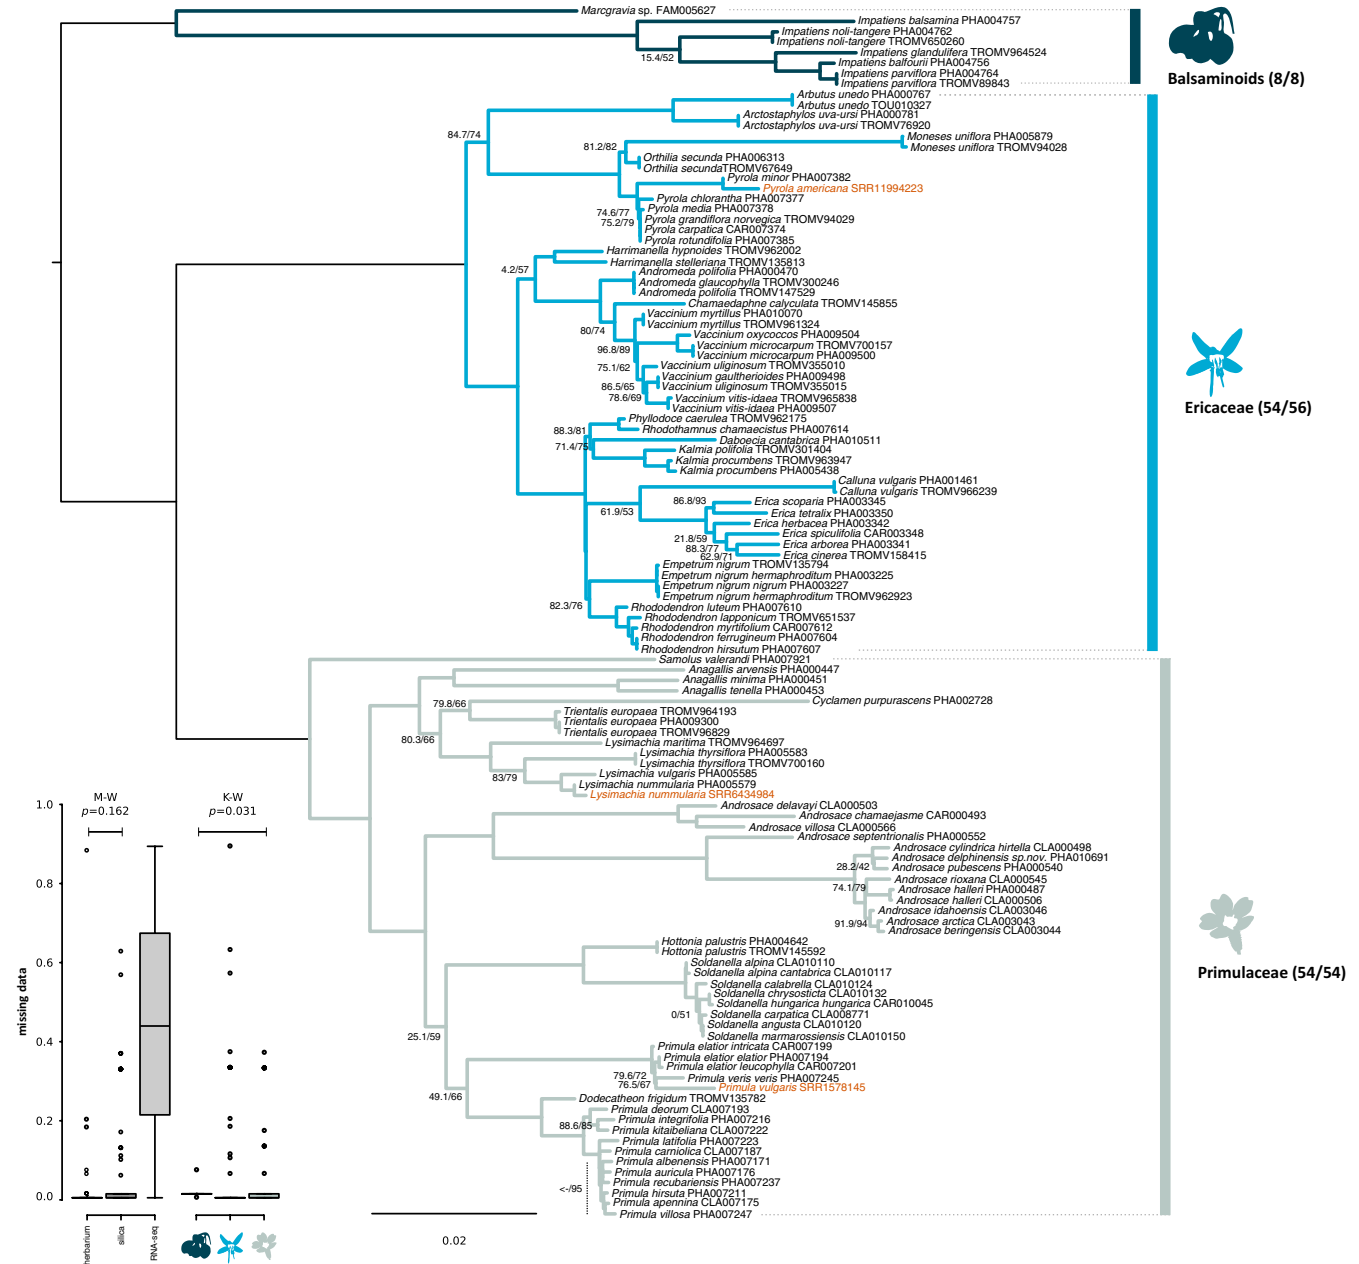 Marcgravia sp. FAM005627
Impatiens balsamina PHA004757
Impatiens noli-tangere PHA004762
Impatiens noli-tangere TROMV650260
15.4/52
Impatiens glandulifera TROMV964524
Impatiens balfourii PHA004756
Impatiens parviflora PHA004764
Impatiens parviflora TROMV89843
Balsaminoids (8/8)
Arbutus unedo PHA000767
Arbutus unedo TOU010327
Arctostaphylos uva-ursi PHA000781
Arctostaphylos uva-ursi TROMV76920
84.7/74
Moneses uniflora PHA005879
Moneses uniflora TROMV94028
81.2/82
Orthilia secunda PHA006313
Orthilia secundaTROMV67649
Pyrola minor PHA007382
Pyrola americana SRR11994223
Pyrola chlorantha PHA007377
74.6/77
Pyrola media PHA007378
75.2/79
Pyrola grandiflora norvegica TROMV94029
Pyrola carpatica CAR007374
Pyrola rotundifolia PHA007385
Harrimanella hypnoides TROMV962002
Harrimanella stelleriana TROMV135813
4.2/57
Andromeda polifolia PHA000470
Andromeda glaucophylla TROMV300246
Andromeda polifolia TROMV147529
Chamaedaphne calyculata TROMV145855
Vaccinium myrtillus PHA010070
Vaccinium myrtillus TROMV961324
80/74
Vaccinium oxycoccos PHA009504
Vaccinium microcarpum TROMV700157
96.8/89
Vaccinium microcarpum PHA009500
75.1/62
Vaccinium uliginosum TROMV355010
Vaccinium gaultherioides PHA009498
86.5/65
Vaccinium uliginosum TROMV355015
78.6/69
Vaccinium vitis-idaea TROMV965838
Vaccinium vitis-idaea PHA009507
Ericaceae (54/56)
Phyllodoce caerulea TROMV962175
88.3/81
Rhodothamnus chamaecistus PHA007614
Daboecia cantabrica PHA010511
71.4/75
Kalmia polifolia TROMV301404
Kalmia procumbens TROMV963947
Kalmia procumbens PHA005438
Calluna vulgaris PHA001461
Calluna vulgaris TROMV966239
86.8/93
Erica scoparia PHA003345
61.9/53
Erica tetralix PHA003350
Erica herbacea PHA003342
21.8/59
Erica spiculifolia CAR003348
88.3/77
Erica arborea PHA003341
62.9/71
Erica cinerea TROMV158415
Empetrum nigrum TROMV135794
Empetrum nigrum hermaphroditum PHA003225
Empetrum nigrum nigrum PHA003227
Empetrum nigrum hermaphroditum TROMV962923
82.3/76
Rhododendron luteum PHA007610
Rhododendron lapponicum TROMV651537
Rhododendron myrtifolium CAR007612
Rhododendron ferrugineum PHA007604
Rhododendron hirsutum PHA007607
Samolus valerandi PHA007921
Anagallis arvensis PHA000447
Anagallis minima PHA000451
Anagallis tenella PHA000453
79.8/66
Cyclamen purpurascens PHA002728
Trientalis europaea TROMV964193
Trientalis europaea PHA009300
Trientalis europaea TROMV96829
80.3/66
Lysimachia maritima TROMV964697
Lysimachia thyrsiflora PHA005583
Lysimachia thyrsiflora TROMV700160
83/79
Lysimachia vulgaris PHA005585
Lysimachia nummularia PHA005579
Lysimachia nummularia SRR6434984
Androsace delavayi CLA000503
Androsace chamaejasme CAR000493
Androsace villosa CLA000566
Androsace septentrionalis PHA000552
Androsace cylindrica hirtella CLA000498
Androsace delphinensis sp.nov. PHA010691
28.2/42
Androsace pubescens PHA000540
74.1/79
Androsace rioxana CLA000545
Androsace halleri PHA000487
Androsace halleri CLA000506
Androsace idahoensis CLA003046
91.9/94
Androsace arctica CLA003043
Androsace beringensis CLA003044
Hottonia palustris PHA004642
Hottonia palustris TROMV145592
Soldanella alpina CLA010110
Soldanella alpina cantabrica CLA010117
Soldanella calabrella CLA010124
Soldanella chrysosticta CLA010132
Soldanella hungarica hungarica CAR010045
0/51
Soldanella carpatica CLA008771
Soldanella angusta CLA010120
Soldanella marmarossiensis CLA010150
Primulaceae (54/54)
25.1/59
Primula elatior intricata CAR007199
Primula elatior elatior PHA007194
Primula elatior leucophylla CAR007201
79.6/72
Primula veris veris PHA007245
76.5/67
Primula vulgaris SRR1578145
49.1/66
Dodecatheon frigidum TROMV135782
Primula deorum CLA007193
Primula integrifolia PHA007216
88.6/85
Primula kitaibeliana CLA007222
Primula latifolia PHA007223
Primula carniolica CLA007187
Primula albenensis PHA007171
Primula auricula PHA007176
<-/95
Primula recubariensis PHA007237
Primula hirsuta PHA007211
Primula apennina CLA007175
Primula villosa PHA007247
0.02
M-W
p=0.162
K-W
p=0.031
missing data
1.0
0.8
0.6
0.4
0.2
0.0
herbarium
silica
RNA-seq